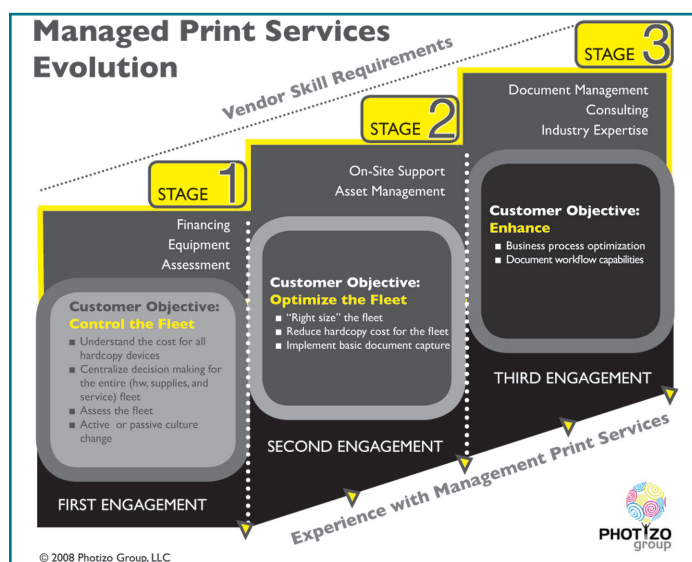 Managed Print Services
Evolution
Vendor Skill Requirements
STAGE 1
Financing
Equipment
Assessment
Customer Objective:
Control the Fleet
■ Understand the cost for all
hardcopy devices
■ Centralize decision making for
the entire (hw, supplies, and
service) fleet
■ Assess the fleet
■ Active or passive culture
change
FIRST ENGAGEMENT
STAGE 2
On-Site Support
Asset Management
Customer Objective:
Optimize the Fleet
■ “Right size” the fleet
■ Reduce hardcopy cost for the fleet
■ Implement basic document capture
SECOND ENGAGEMENT
STAGE 3
Document Management
Consulting
Industry Expertise
Customer Objective:
Enhance
■ Business process optimization
■ Document workflow capabilities
THIRD ENGAGEMENT
Experience with Management Print Services
PHOTIZO
group
© 2008 Photizo Group, LLC